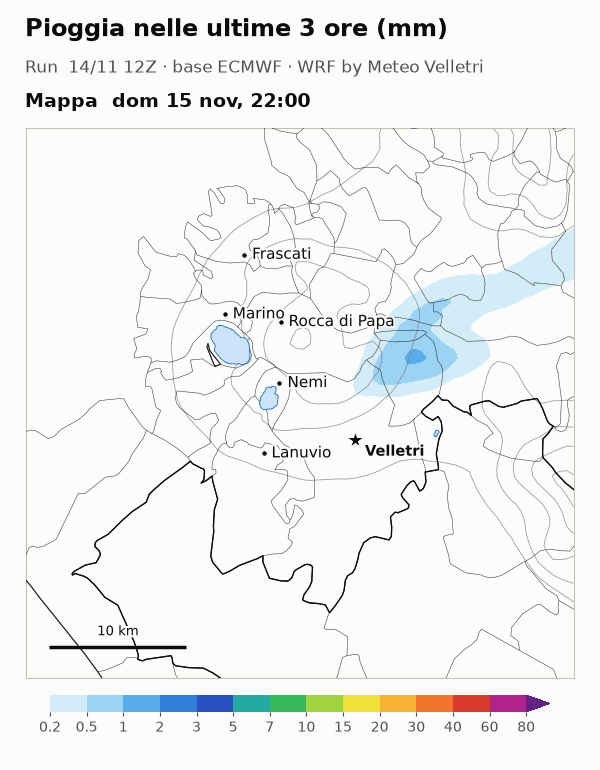 Pioggia nelle ultime 3 ore (mm)
Run  14/11 12Z · base ECMWF · WRF by Meteo Velletri
Mappa  dom 15 nov, 22:00
Frascati
Marino
Rocca di Papa
Nemi
Velletri
Lanuvio
10 km
0.2 0.5 1 2 3 5 7 10 15 20 30 40 60 80